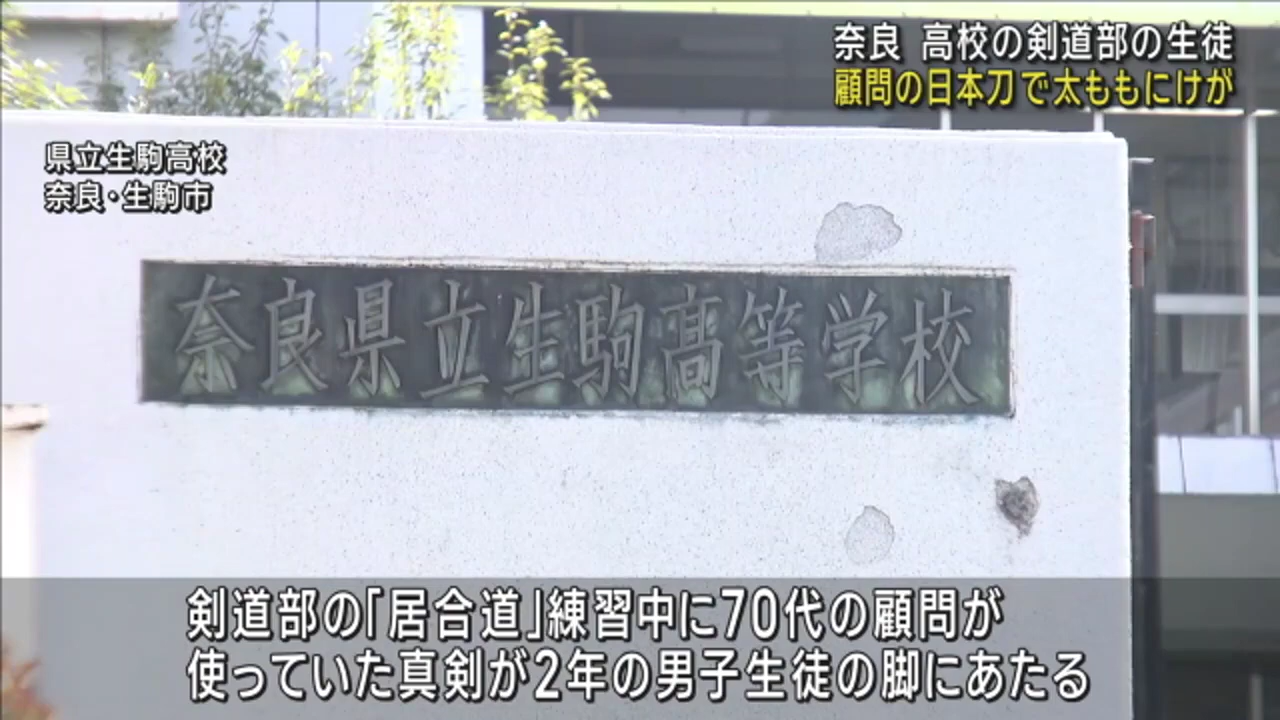 奈良 高校の剣道部の生徒
顧問の日本刀で太ももにけが
県立生駒高校
奈良・生駒市
奈良県立生駒高等学校
剣道部の「居合道」練習中に70代の顧問が
使っていた真剣が2年の男子生徒の脚にあたる